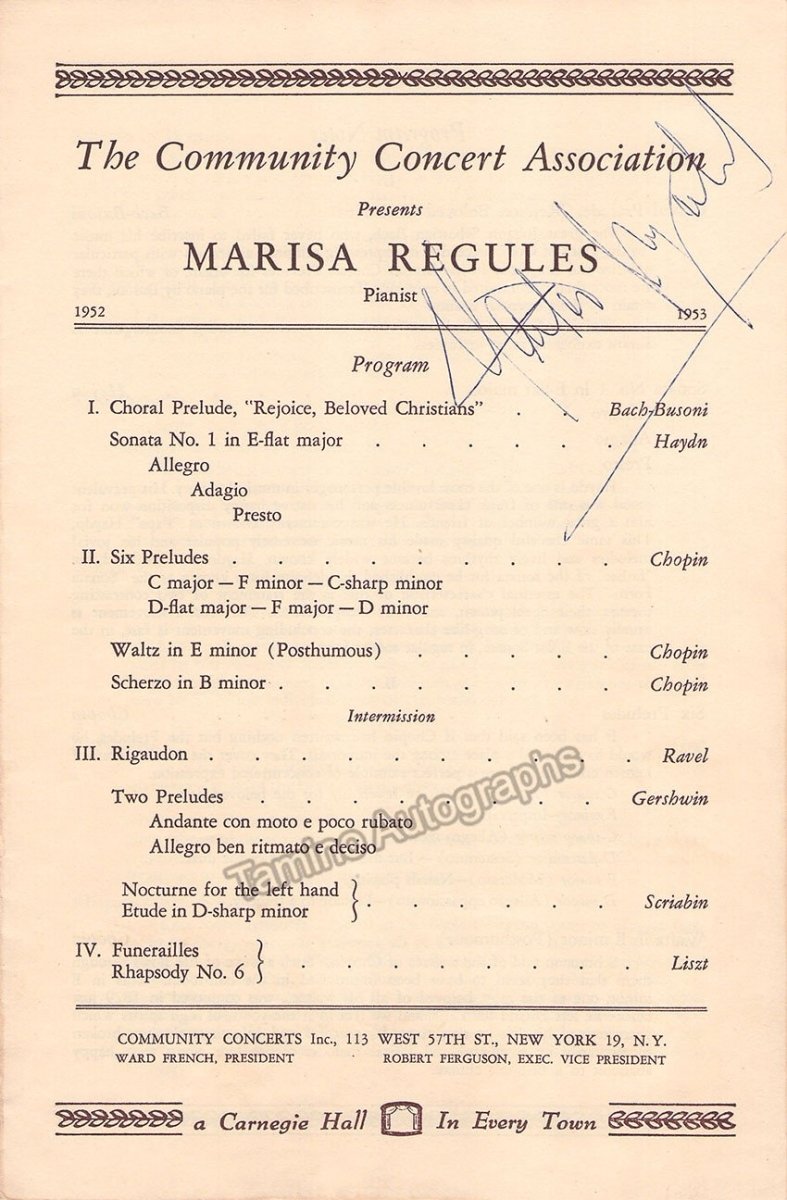 The Community Concert Association
Presents
MARISA REGULES
Pianist
1952 1953
Program
I. Choral Prelude, "Rejoice, Beloved Christians" . . Bach-Busoni
Sonata No. 1 in E-flat major . . . . . . Haydn
Allegro
Adagio
Presto
II. Six Preludes . . . . . . . . . Chopin
C major — F minor — C-sharp minor
D-flat major — F major — D minor
Waltz in E minor (Posthumous) . . . . . Chopin
Scherzo in B minor . . . . . . . . Chopin
Intermission
III. Rigaudon . . . . . . . . . . Ravel
Two Preludes . . . . . . . . . Gershwin
Andante con moto e poco rubato
Allegro ben ritmato e deciso
Nocturne for the left hand
Etude in D-sharp minor } . . . . . . Scriabin
IV. Funerailles
Rhapsody No. 6 } . . . . . . . . Liszt
COMMUNITY CONCERTS Inc., 113 WEST 57TH ST., NEW YORK 19, N.Y.
WARD FRENCH, PRESIDENT ROBERT FERGUSON, EXEC. VICE PRESIDENT
a Carnegie Hall In Every Town
Tamino Autographs